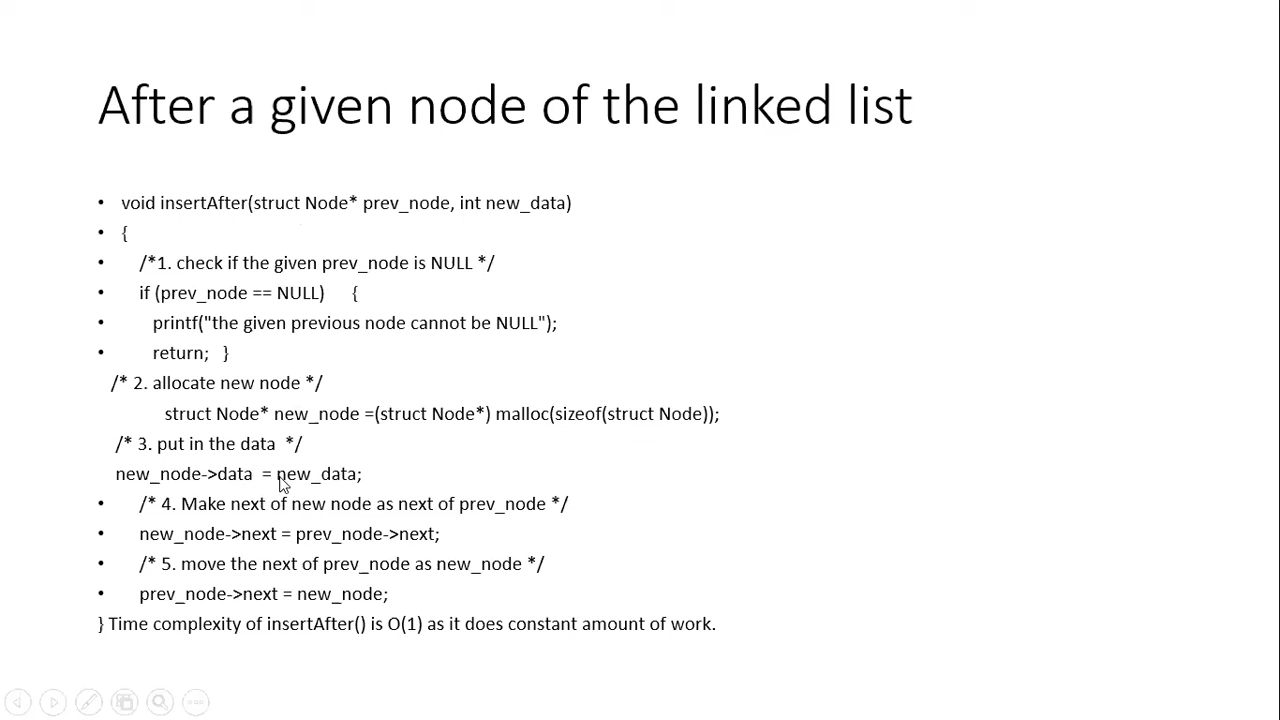 After a given node of the linked list
• void insertAfter(struct Node* prev_node, int new_data)
• {
• /*1. check if the given prev_node is NULL */
• if (prev_node == NULL) {
• printf("the given previous node cannot be NULL");
• return; }
/* 2. allocate new node */
struct Node* new_node =(struct Node*) malloc(sizeof(struct Node));
/* 3. put in the data */
new_node->data = new_data;
• /* 4. Make next of new node as next of prev_node */
• new_node->next = prev_node->next;
• /* 5. move the next of prev_node as new_node */
• prev_node->next = new_node;
} Time complexity of insertAfter() is O(1) as it does constant amount of work.